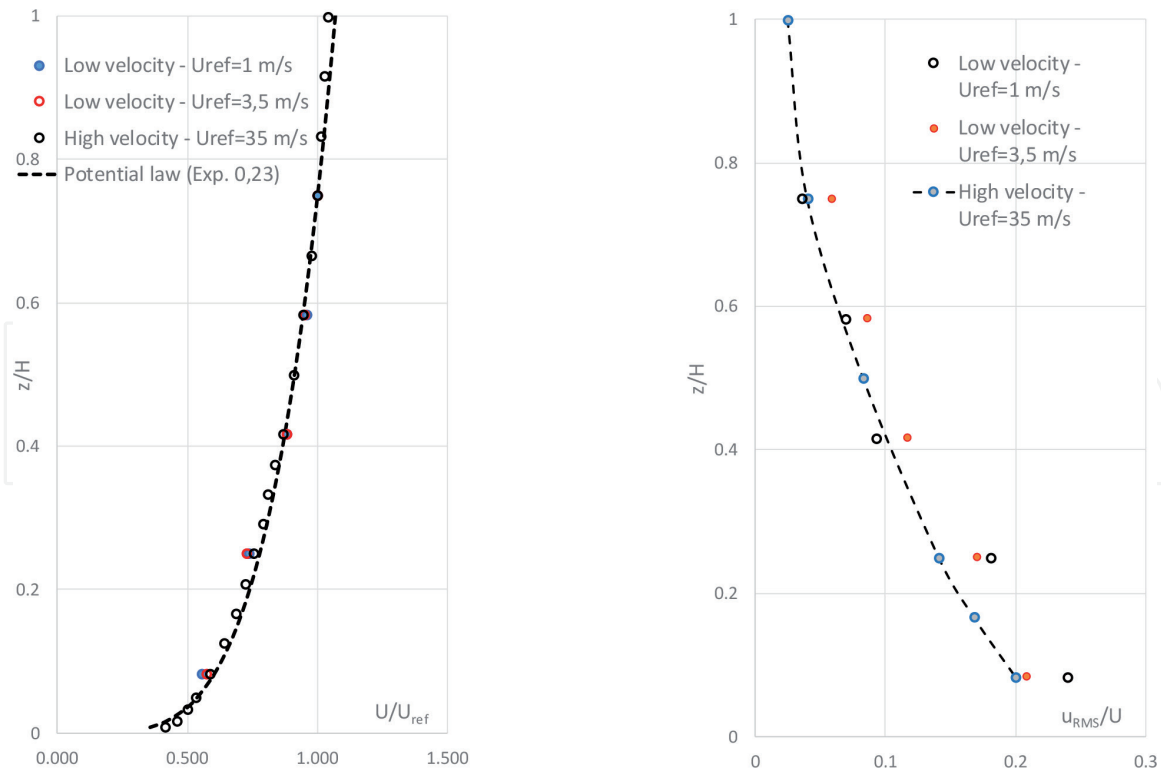 1
Low velocity - Uref=1 m/s
Low velocity - Uref=3,5 m/s
High velocity - Uref=35 m/s
0.8
Potential law (Exp. 0,23)
0.6
z/H
0.4
0.2
U/Uref
0
0.000
0.500
1.000
1.500
1
Low velocity -
Uref=1 m/s
Low velocity -
Uref=3,5 m/s
0.8
High velocity -
Uref=35 m/s
0.6
z/H
0.4
0.2
uRMS/U
0
0
0.1
0.2
0.3